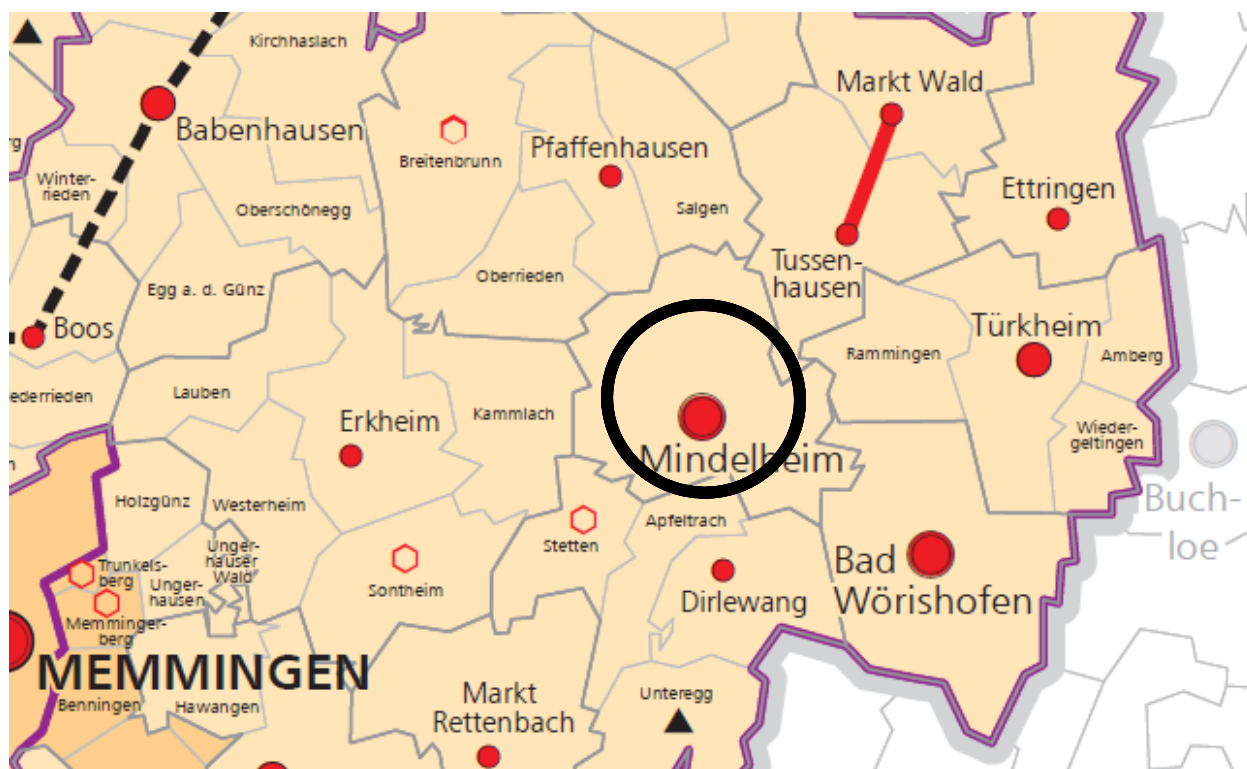 Kirchhaslach
Markt Wald
Babenhausen
Breitenbrunn
Pfaffenhausen
Winter-
rieden
Ettringen
Oberschönegg
Salgen
Tussen-
hausen
Oberrieden
Egg a. d. Günz
Boos
Türkheim
Rammingen
Amberg
ederrieden
Lauben
Erkheim
Kammlach
Mindelheim
Wieder-
geltingen
Holzgünz
Westerheim
Buch-
loe
Apfeltrach
Stetten
Unger-
hauser
Wald
Trunkels-
berg
Unger-
hausen
Sontheim
Dirlewang
Bad
Wörishofen
Memminger-
berg
MEMMINGEN
Benningen
Hawangen
Markt
Rettenbach
Unteregg